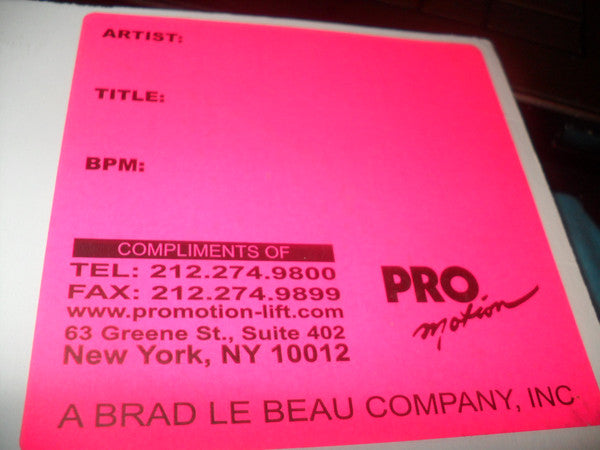 ARTIST:
TITLE:
BPM:
COMPLIMENTS OF
TEL: 212.274.9800
FAX: 212.274.9899
www.promotion-lift.com
63 Greene St., Suite 402
New York, NY 10012
PRO
motion
A BRAD LE BEAU COMPANY, INC